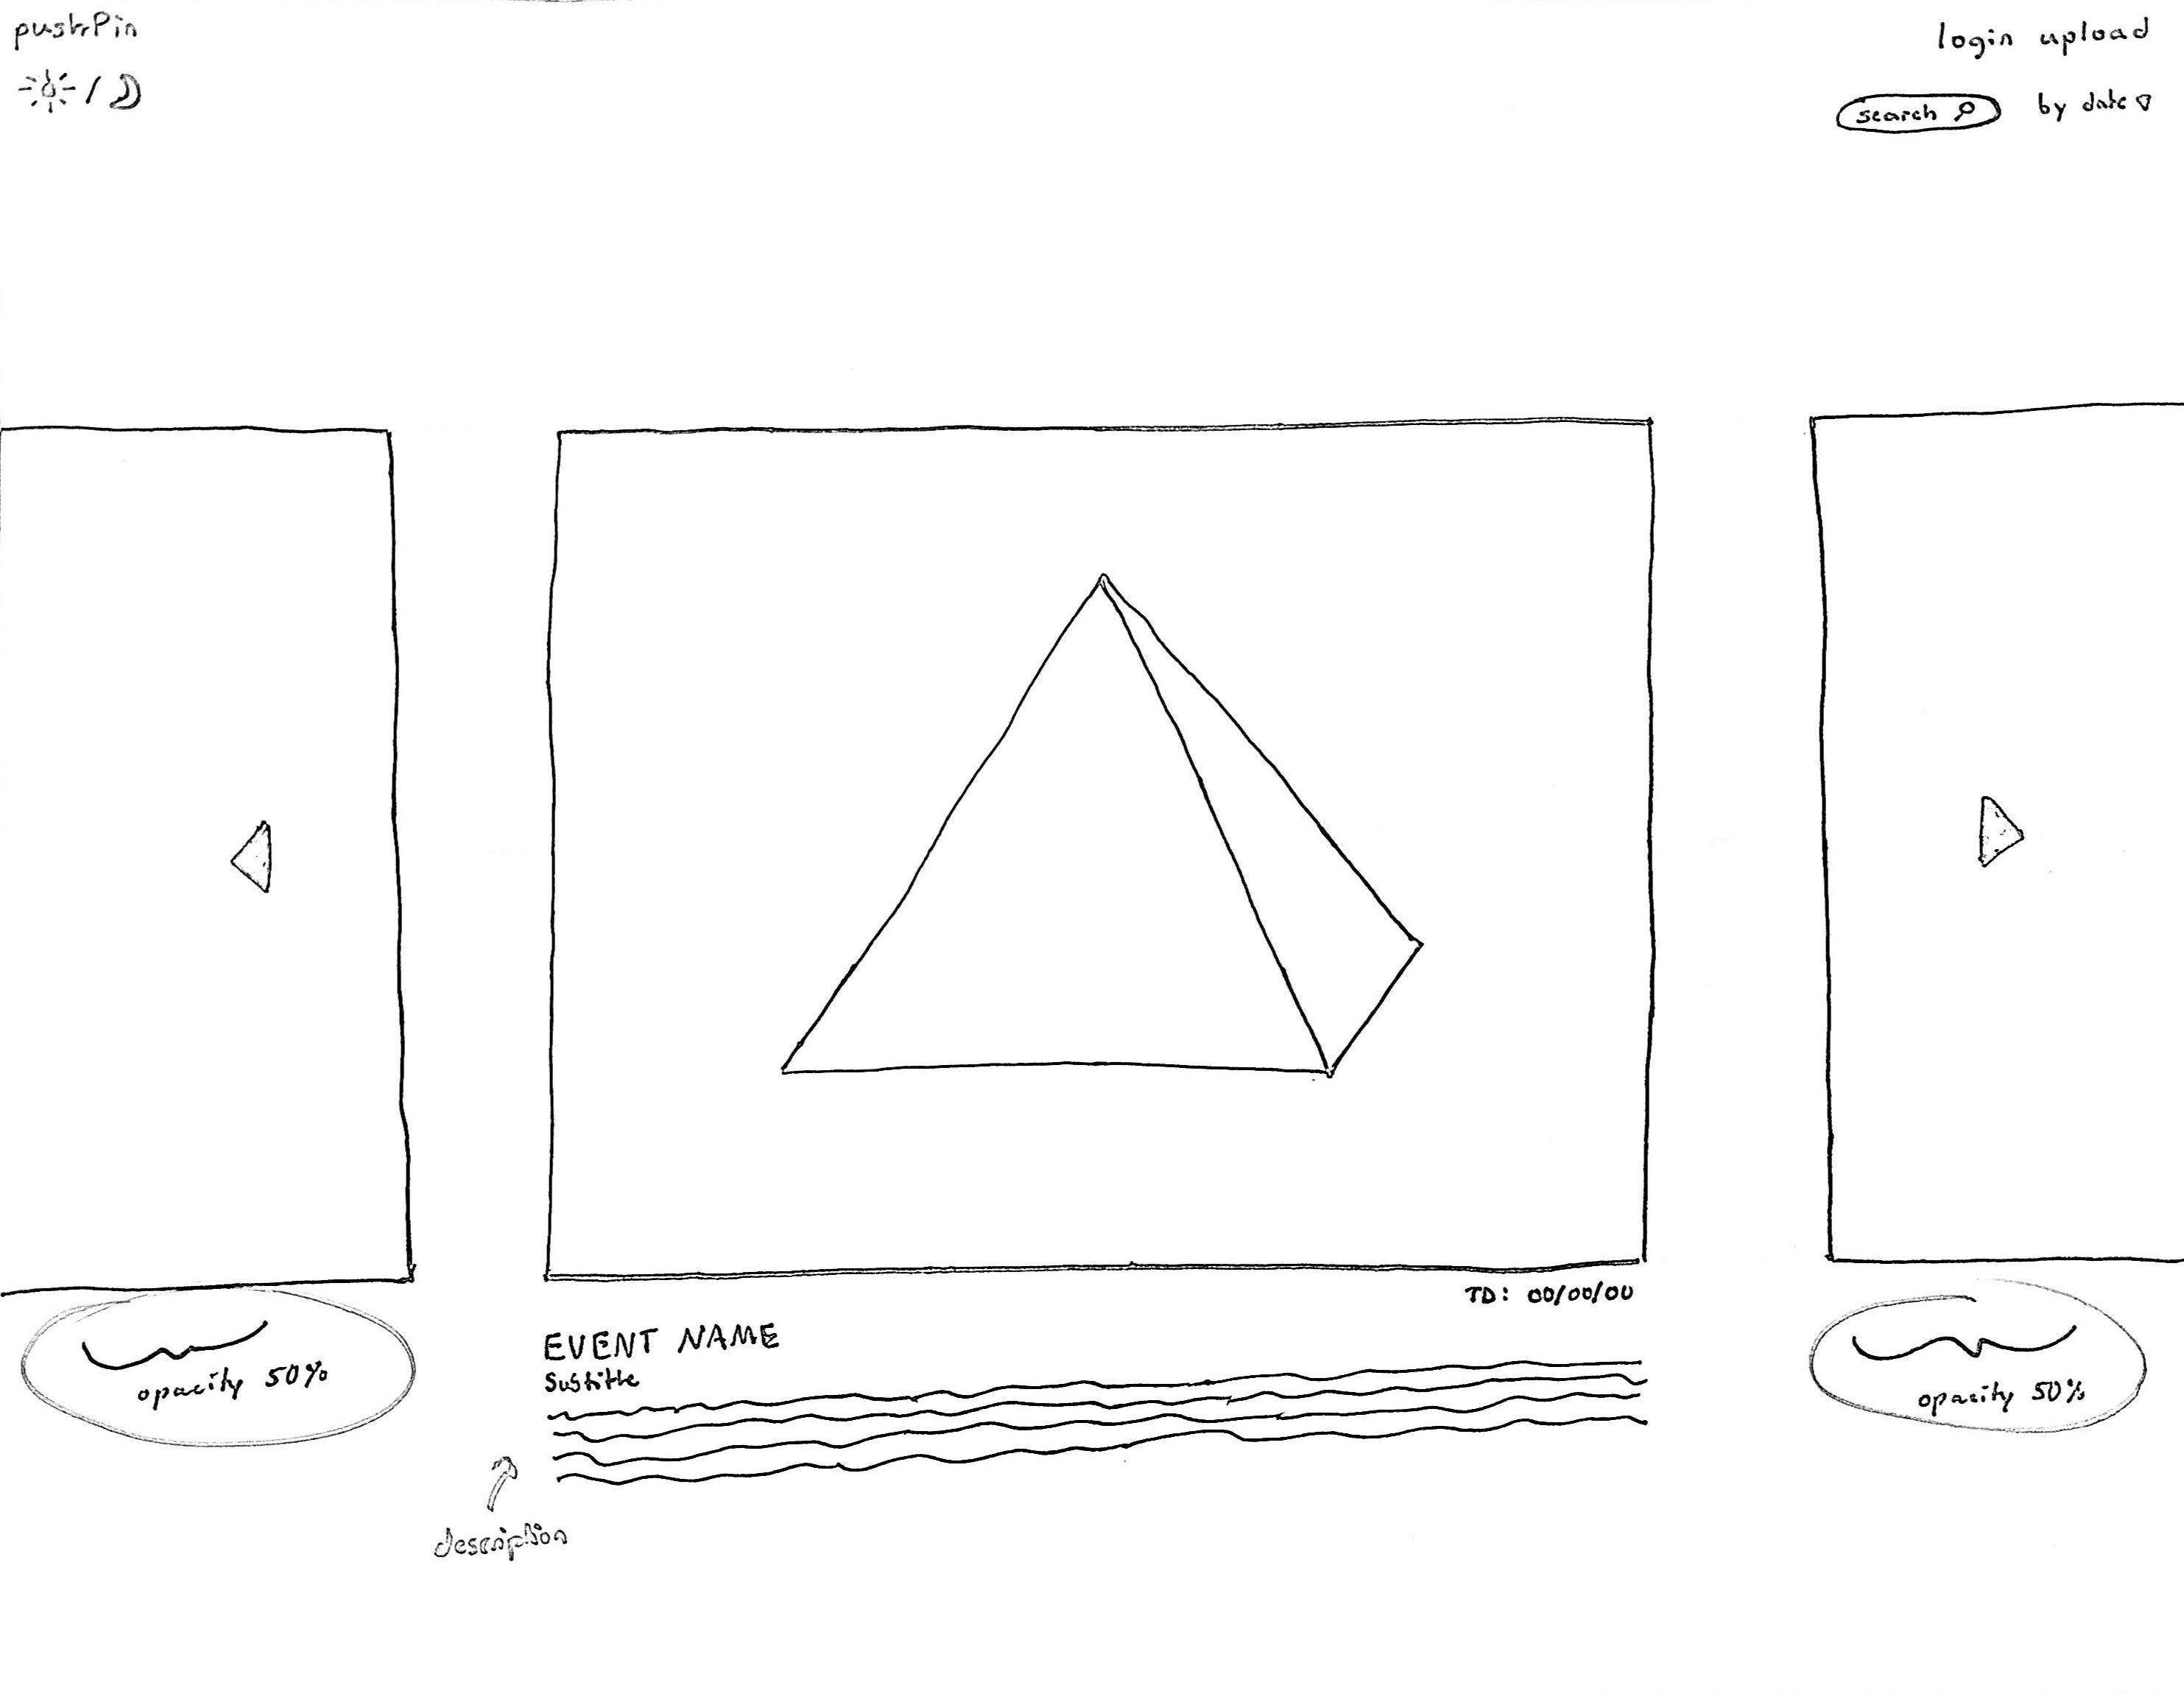 pushPin
login upload
search
by date
TD: 00/00/00
EVENT NAME
Subtitle
opacity 50%
opacity 50%
description